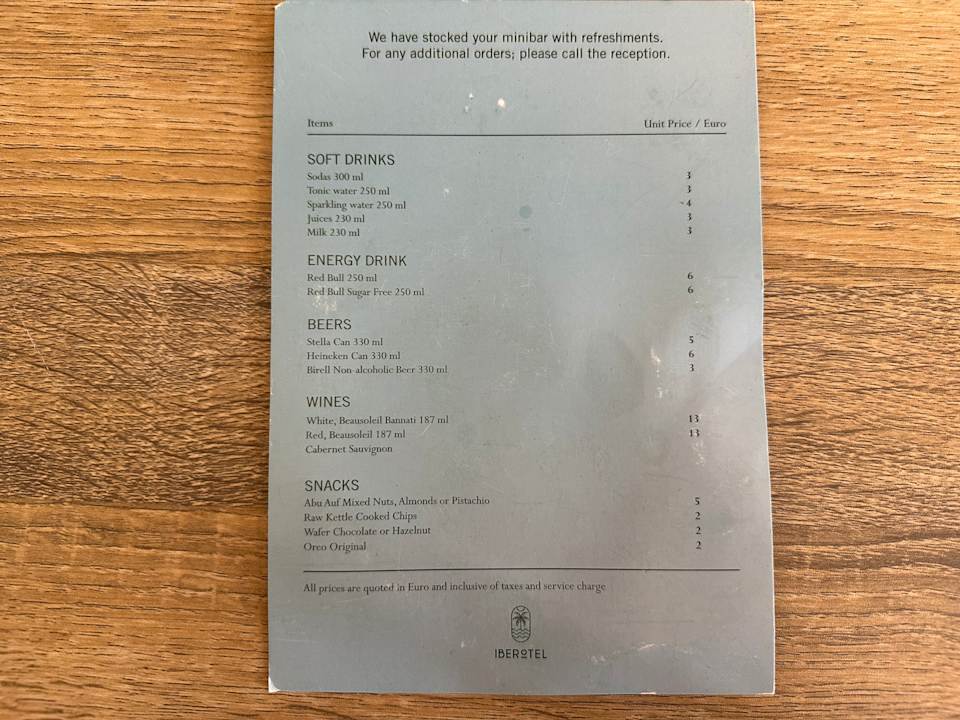 We have stocked your minibar with refreshments.
For any additional orders; please call the reception.
Items Unit Price / Euro
SOFT DRINKS
Sodas 300 ml 3
Tonic water 250 ml 3
Sparkling water 250 ml 4
Juices 230 ml 3
Milk 230 ml 3
ENERGY DRINK
Red Bull 250 ml 6
Red Bull Sugar Free 250 ml 6
BEERS
Stella Can 330 ml 5
Heineken Can 330 ml 6
Birell Non-alcoholic Beer 330 ml 3
WINES
White, Beausoleil Bannati 187 ml 13
Red, Beausoleil 187 ml 13
Cabernet Sauvignon
SNACKS
Abu Auf Mixed Nuts, Almonds or Pistachio 5
Raw Kettle Cooked Chips 2
Wafer Chocolate or Hazelnut 2
Oreo Original 2
All prices are quoted in Euro and inclusive of taxes and service charge
IBEROTEL